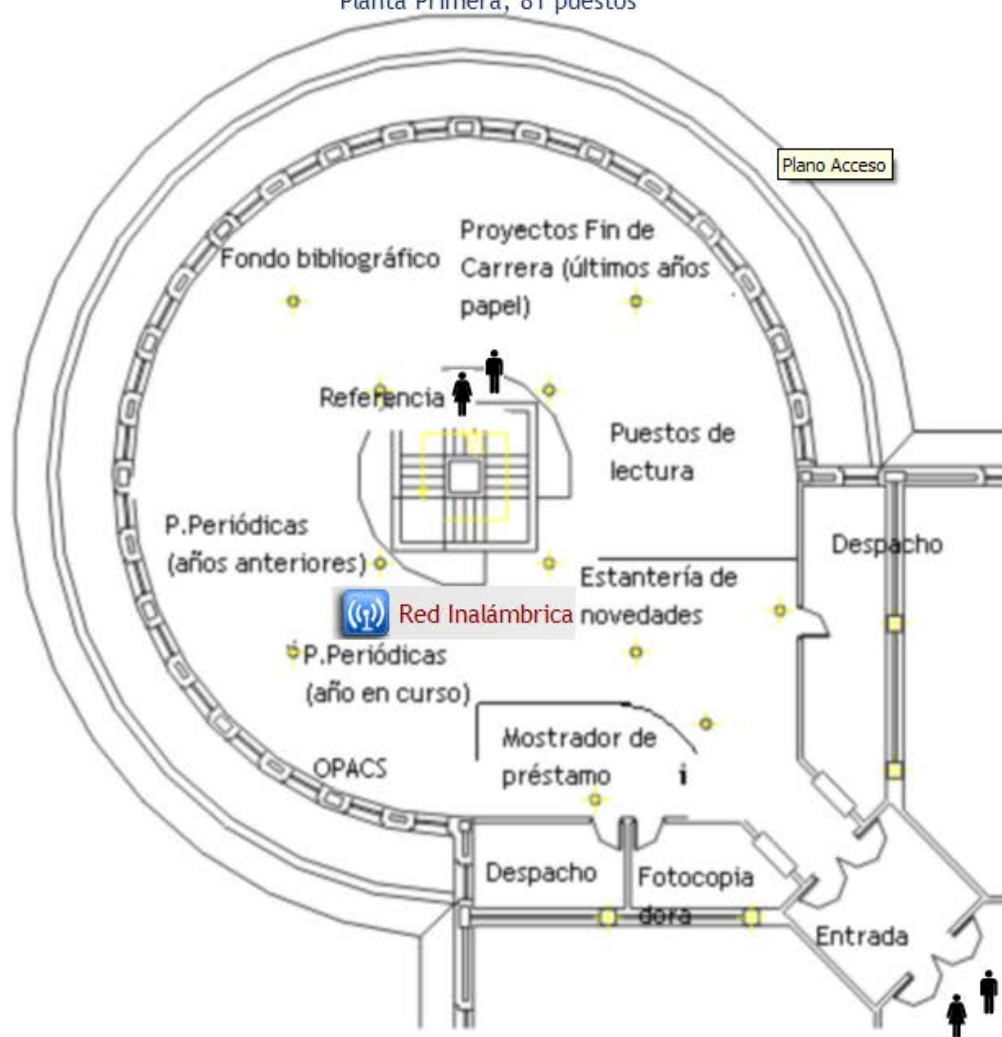 Planta Primera, 81 puestos
Plano Acceso
Fondo bibliográfico
Proyectos Fin de
Carrera (últimos años
papel)
Referencia
Puestos de
lectura
P.Periódicas
(años anteriores)
Despacho
Estantería de
novedades
Red Inalámbrica
P.Periódicas
(año en curso)
Mostrador de
préstamo
i
OPACS
Despacho
Fotocopia
dora
Entrada